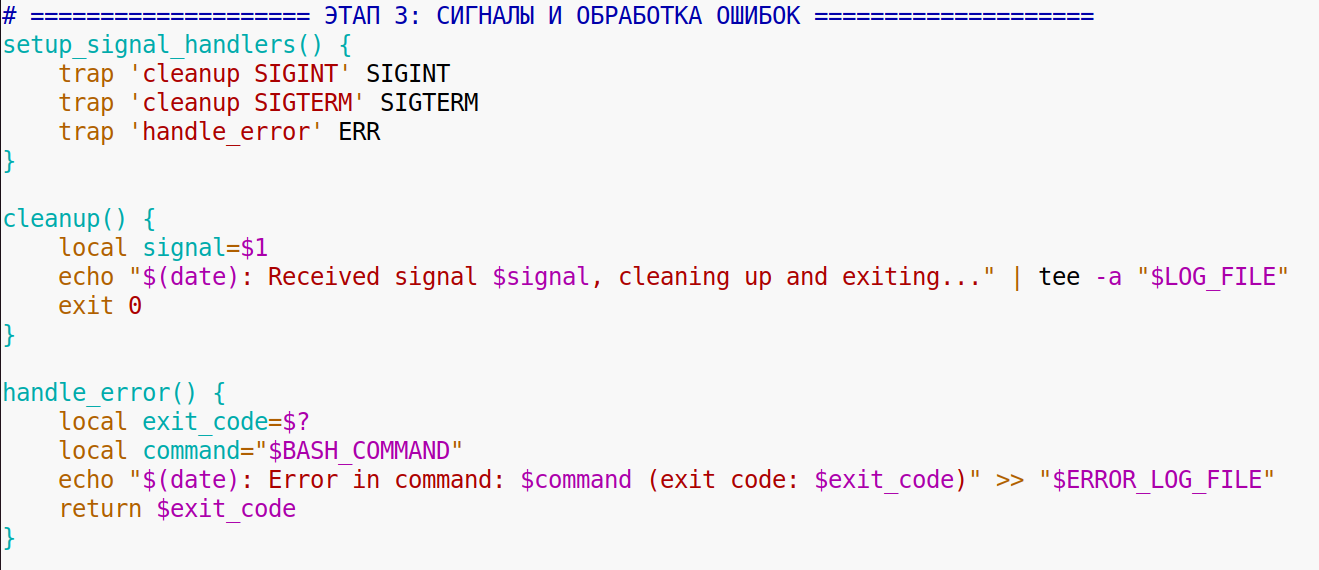 # ==================== ЭТАП 3: СИГНАЛЫ И ОБРАБОТКА ОШИБОК ====================
setup_signal_handlers() {
    trap 'cleanup SIGINT' SIGINT
    trap 'cleanup SIGTERM' SIGTERM
    trap 'handle_error' ERR
}

cleanup() {
    local signal=$1
    echo "$(date): Received signal $signal, cleaning up and exiting..." | tee -a "$LOG_FILE"
    exit 0
}

handle_error() {
    local exit_code=$?
    local command="$BASH_COMMAND"
    echo "$(date): Error in command: $command (exit code: $exit_code)" >> "$ERROR_LOG_FILE"
    return $exit_code
}